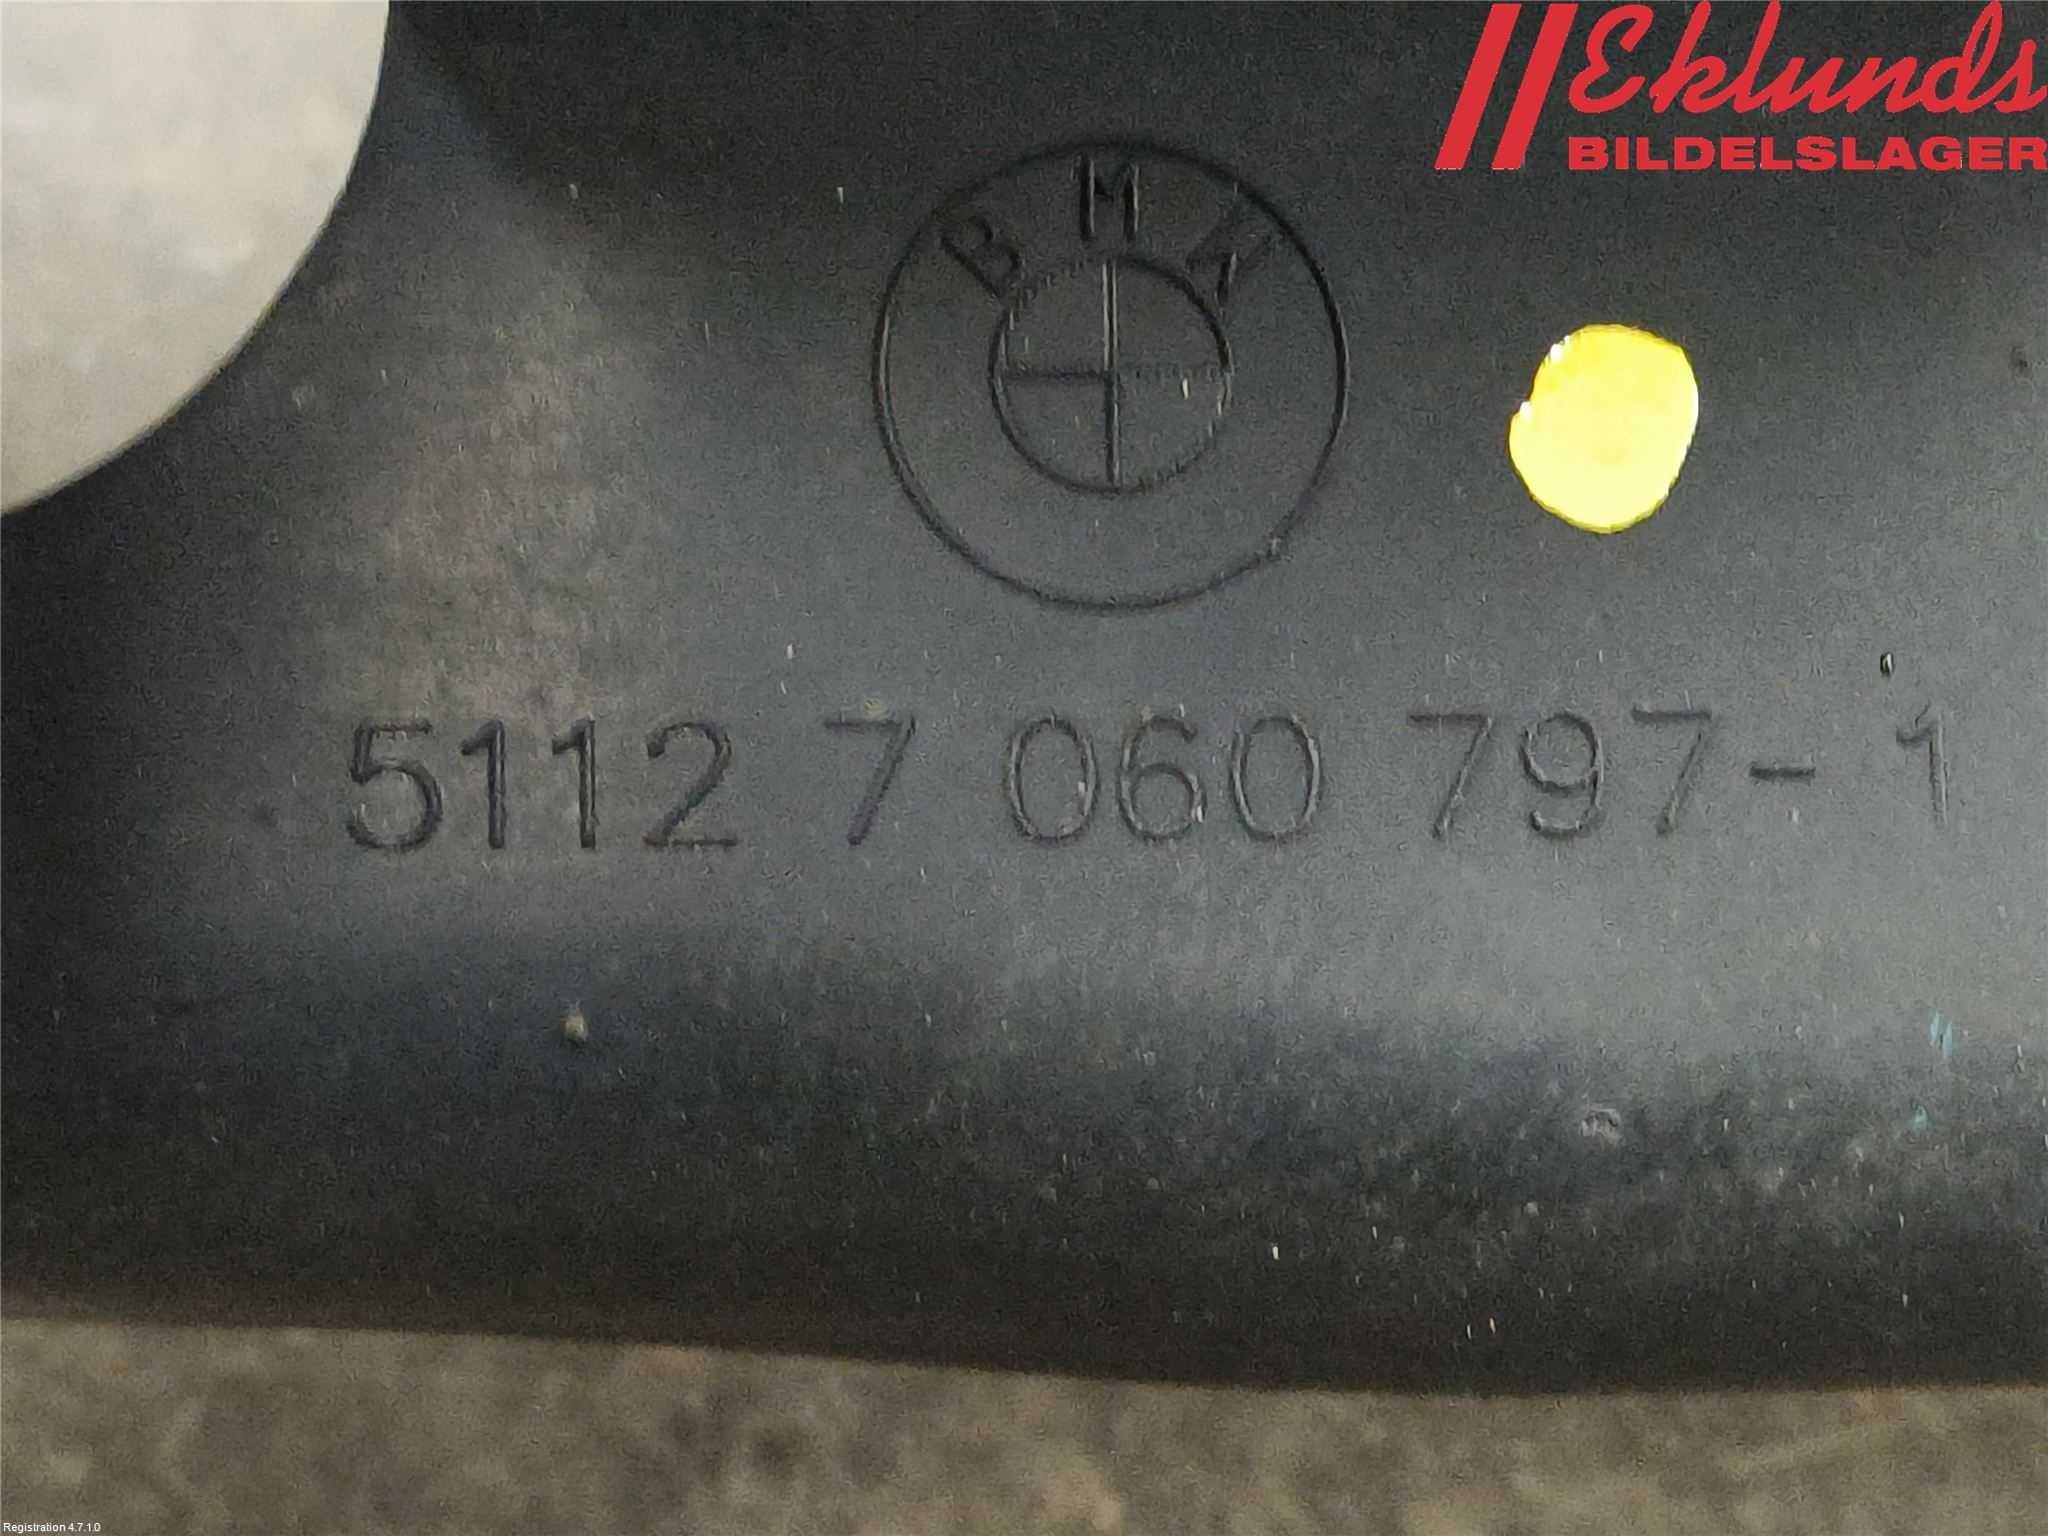 Eklunds
BILDELSLAGER
BMW
5112 7 060 797-1
Registration 4.7.1.0